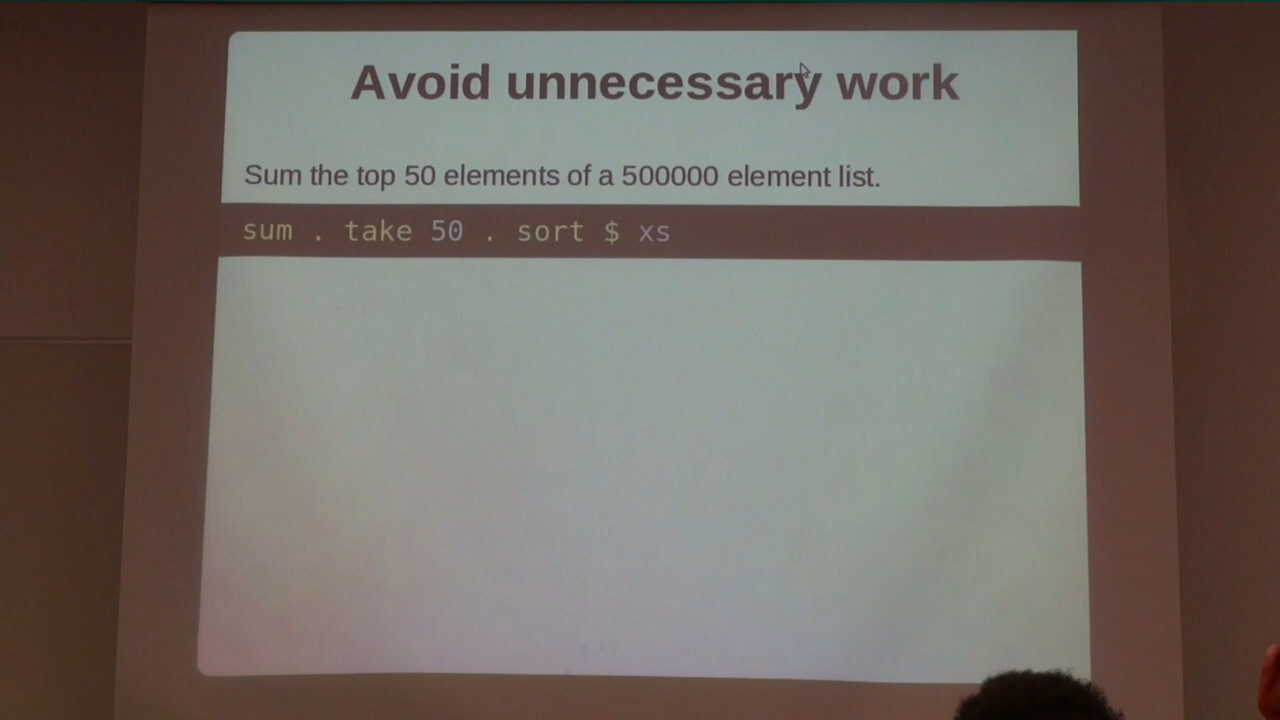 Avoid unnecessary work
Sum the top 50 elements of a 500000 element list.
sum . take 50 . sort $ xs